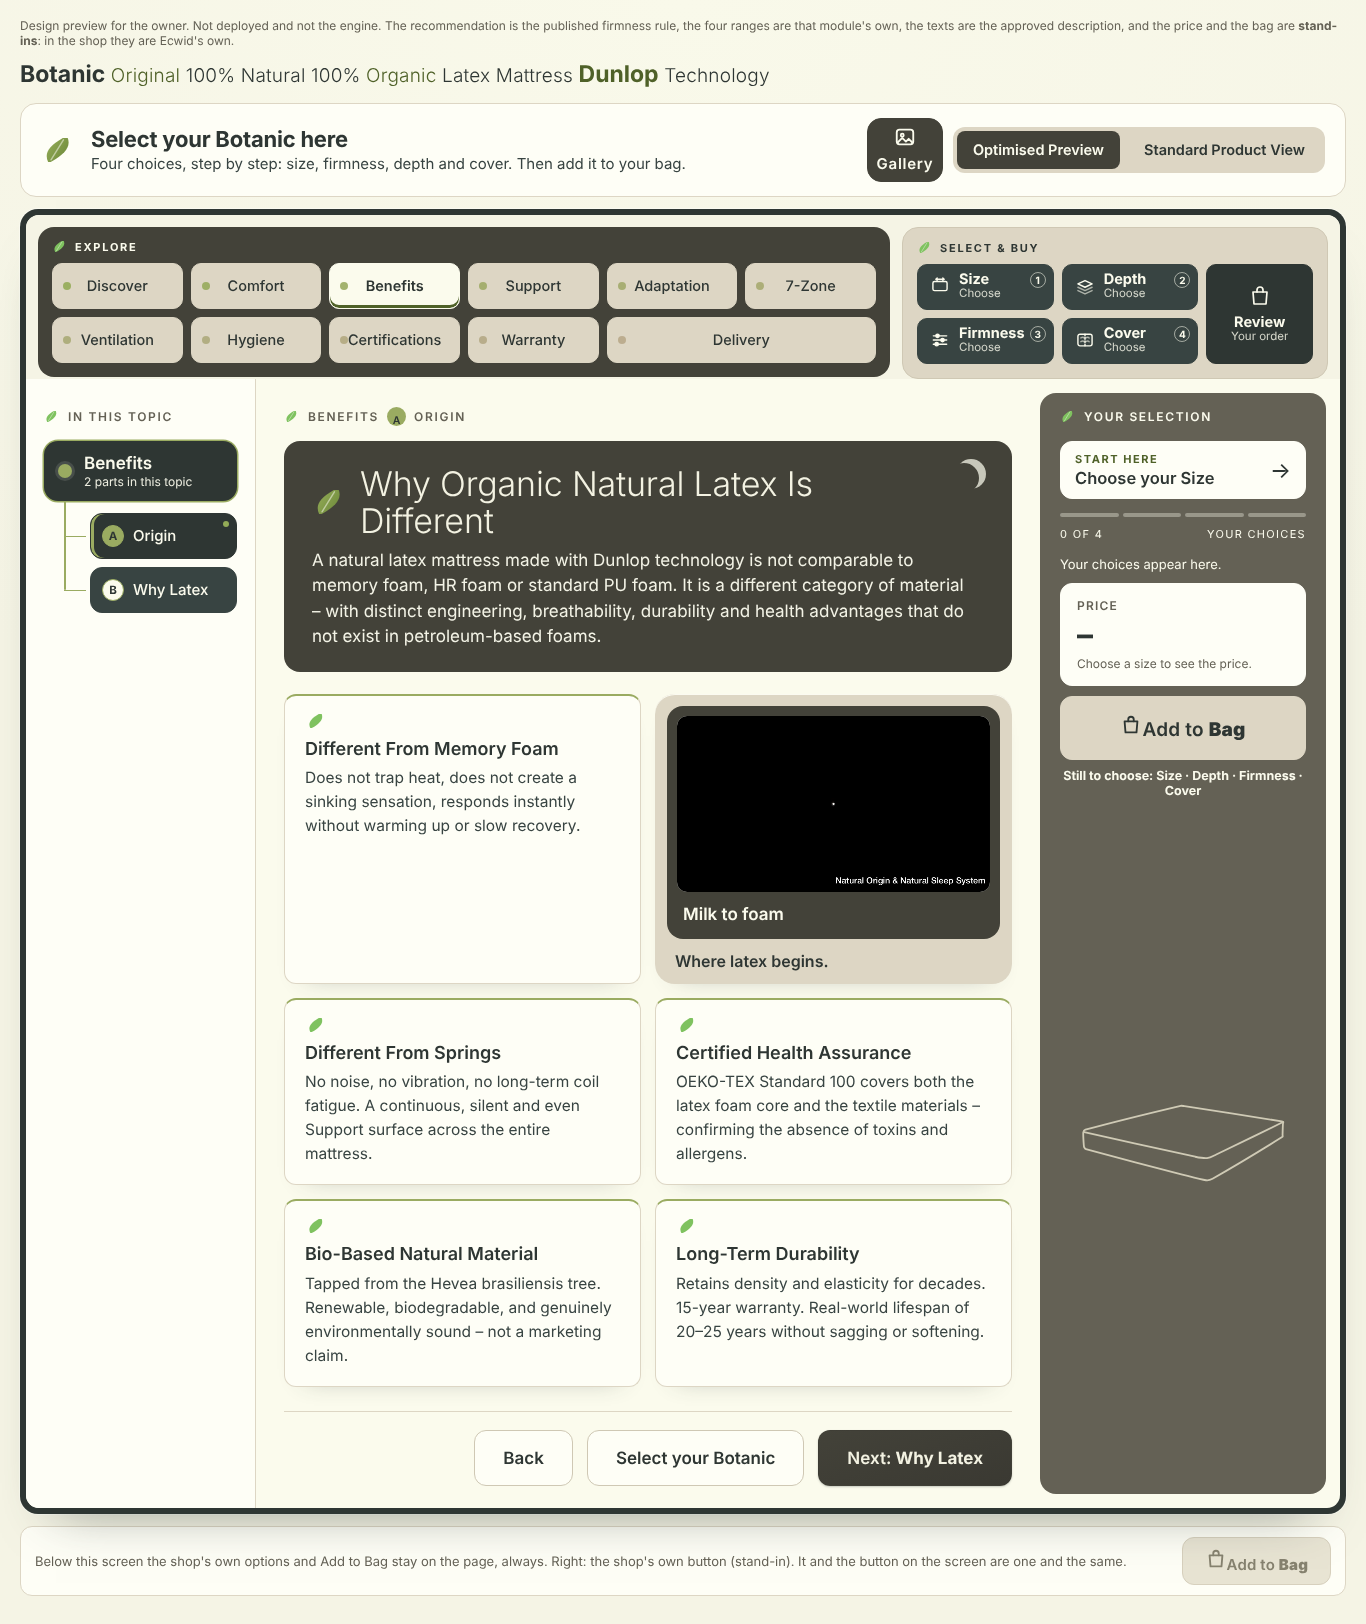 Design preview for the owner. Not deployed and not the engine. The recommendation is the published firmness rule, the four ranges are that module's own, the texts are the approved description, and the price and the bag are stand-
ins: in the shop they are Ecwid's own.
Botanic Original 100% Natural 100% Organic Latex Mattress Dunlop Technology
Select your Botanic here
Four choices, step by step: size, firmness, depth and cover. Then add it to your bag.
Gallery
Optimised Preview
Standard Product View
EXPLORE
Discover
Comfort
Benefits
Support
Adaptation
7-Zone
Ventilation
Hygiene
Certifications
Warranty
Delivery
SELECT & BUY
Size
Choose
1
Depth
Choose
2
Firmness
Choose
3
Cover
Choose
4
Review
Your order
IN THIS TOPIC
Benefits
2 parts in this topic
A Origin
B Why Latex
BENEFITS A ORIGIN
Why Organic Natural Latex Is
Different
A natural latex mattress made with Dunlop technology is not comparable to
memory foam, HR foam or standard PU foam. It is a different category of material
– with distinct engineering, breathability, durability and health advantages that do
not exist in petroleum-based foams.
Different From Memory Foam
Does not trap heat, does not create a
sinking sensation, responds instantly
without warming up or slow recovery.
Natural Origin & Natural Sleep System
Milk to foam
Where latex begins.
Different From Springs
No noise, no vibration, no long-term coil
fatigue. A continuous, silent and even
Support surface across the entire
mattress.
Certified Health Assurance
OEKO-TEX Standard 100 covers both the
latex foam core and the textile materials –
confirming the absence of toxins and
allergens.
Bio-Based Natural Material
Tapped from the Hevea brasiliensis tree.
Renewable, biodegradable, and genuinely
environmentally sound – not a marketing
claim.
Long-Term Durability
Retains density and elasticity for decades.
15-year warranty. Real-world lifespan of
20–25 years without sagging or softening.
Back
Select your Botanic
Next: Why Latex
YOUR SELECTION
START HERE
Choose your Size
0 OF 4
YOUR CHOICES
Your choices appear here.
PRICE
–
Choose a size to see the price.
Add to Bag
Still to choose: Size · Depth · Firmness ·
Cover
Below this screen the shop's own options and Add to Bag stay on the page, always. Right: the shop's own button (stand-in). It and the button on the screen are one and the same.
Add to Bag